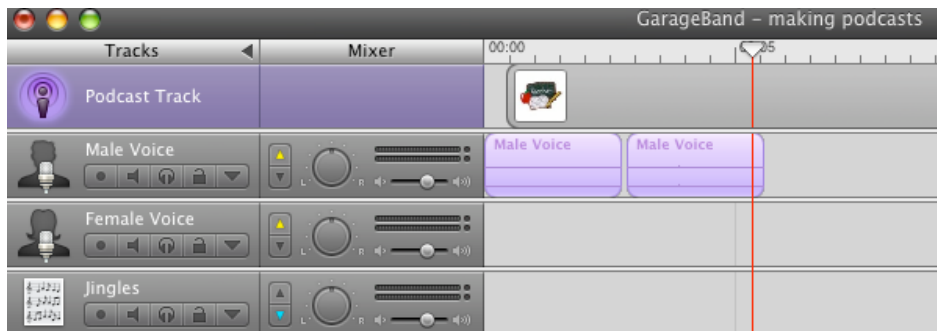 GarageBand – making podcasts
Tracks Mixer 00:00
Podcast Track
Male Voice
L R
Male Voice Male Voice
Female Voice
L R
Jingles
L R